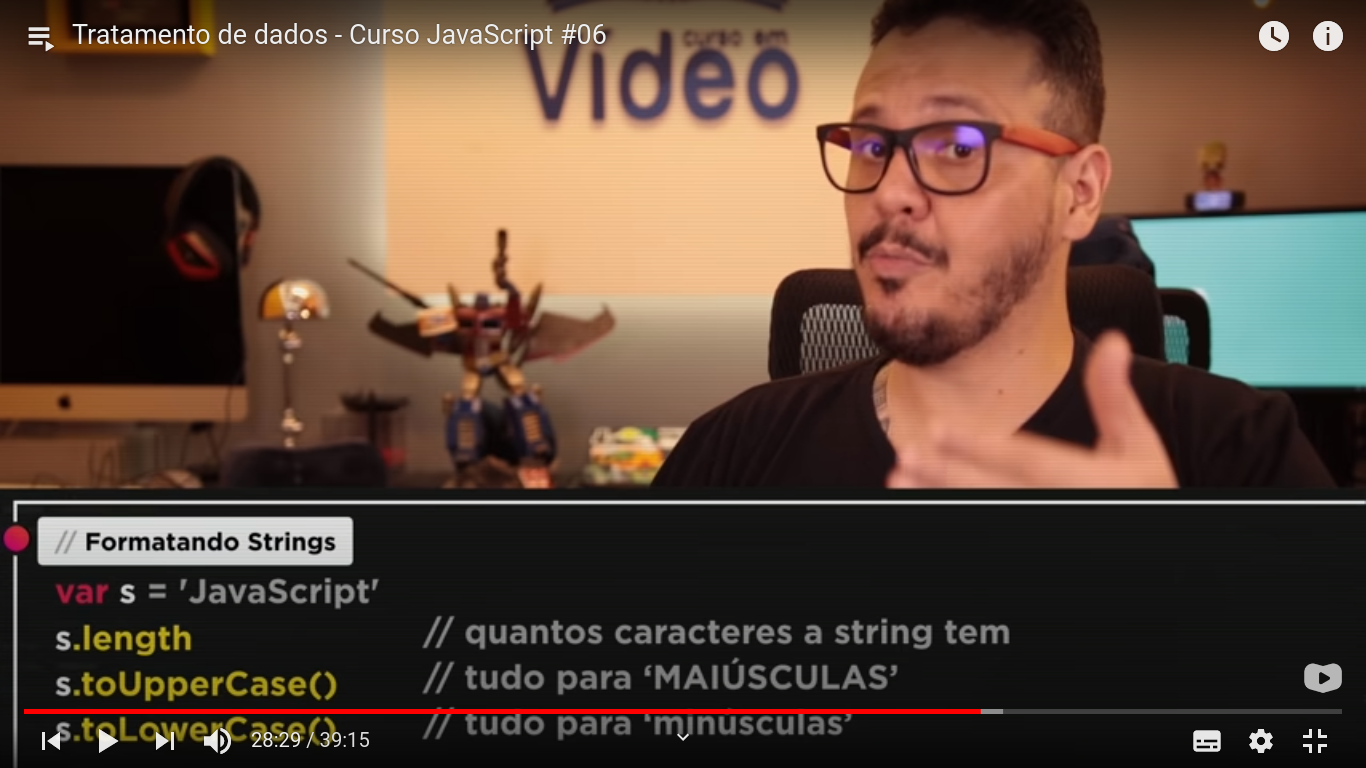 Tratamento de dados - Curso JavaScript #06
curso em
vídeo
// Formatando Strings
var s = 'JavaScript'
s.length // quantos caracteres a string tem
s.toUpperCase() // tudo para ‘MAIÚSCULAS’
s.toLowerCase() // tudo para ‘minúsculas’
28:29 / 39:15